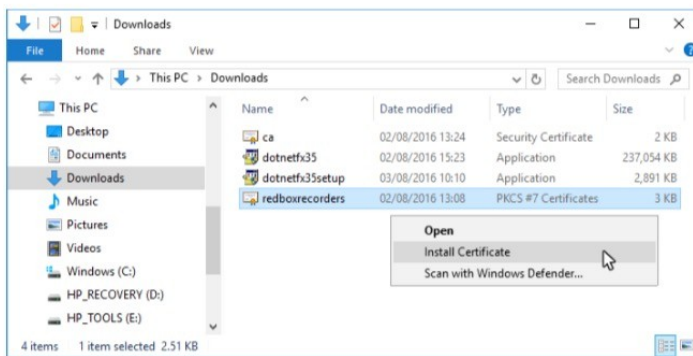 Downloads
File Home Share View
This PC Downloads
Search Downloads
Name Date modified Type Size
This PC
Desktop
Documents
Downloads
Music
Pictures
Videos
Windows (C:)
HP_RECOVERY (D:)
HP_TOOLS (E:)
ca 02/08/2016 13:24 Security Certificate 2 KB
dotnetfx35 02/08/2016 15:23 Application 237,054 KB
dotnetfx35setup 03/08/2016 10:10 Application 2,891 KB
redboxrecorders 02/08/2016 13:08 PKCS #7 Certificates 3 KB
Open
Install Certificate
Scan with Windows Defender...
4 items 1 item selected 2.51 KB